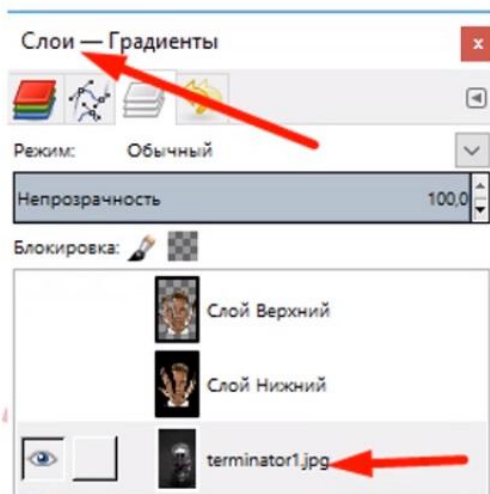 Слои — Градиенты
Режим: Обычный
Непрозрачность 100,0
Блокировка:
Слой Верхний
Слой Нижний
terminator1.jpg